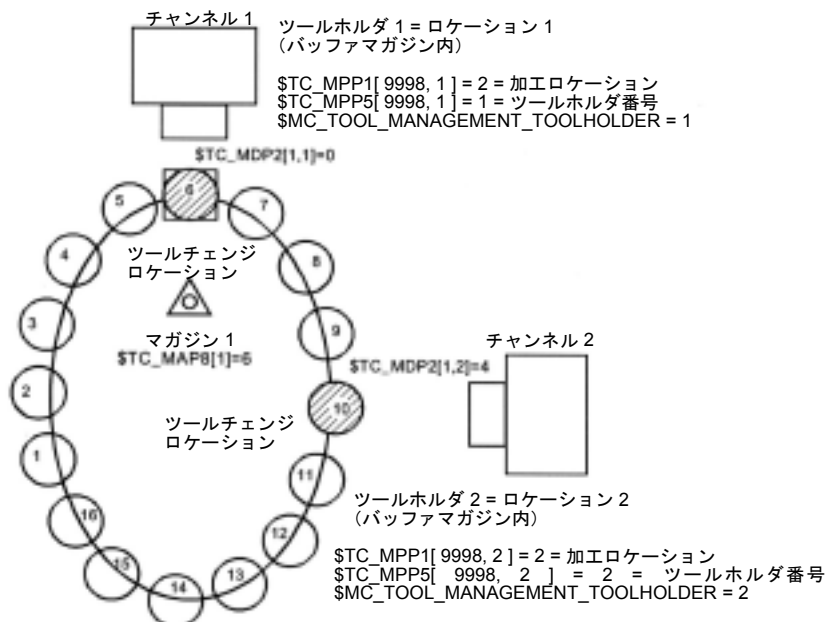 チャンネル 1
ツールホルダ 1 = ロケーション 1
（バッファマガジン内）
$TC_MPP1[ 9998, 1 ] = 2 = 加工ロケーション
$TC_MPP5[ 9998, 1 ] = 1 = ツールホルダ番号
$MC_TOOL_MANAGEMENT_TOOLHOLDER = 1
$TC_MDP2[1,1]=0
6
5
7
ツールチェンジ
ロケーション
4
8
3
9
マガジン 1
$TC_MAP8[1]=6
チャンネル 2
$TC_MDP2[1,2]=4
2
10
ツールチェンジ
ロケーション
1
11
ツールホルダ 2 = ロケーション 2
（バッファマガジン内）
16
12
15
13
14
$TC_MPP1[ 9998, 2 ] = 2 = 加工ロケーション
$TC_MPP5[ 9998, 2 ] = 2 = ツールホルダ番号
$MC_TOOL_MANAGEMENT_TOOLHOLDER = 2